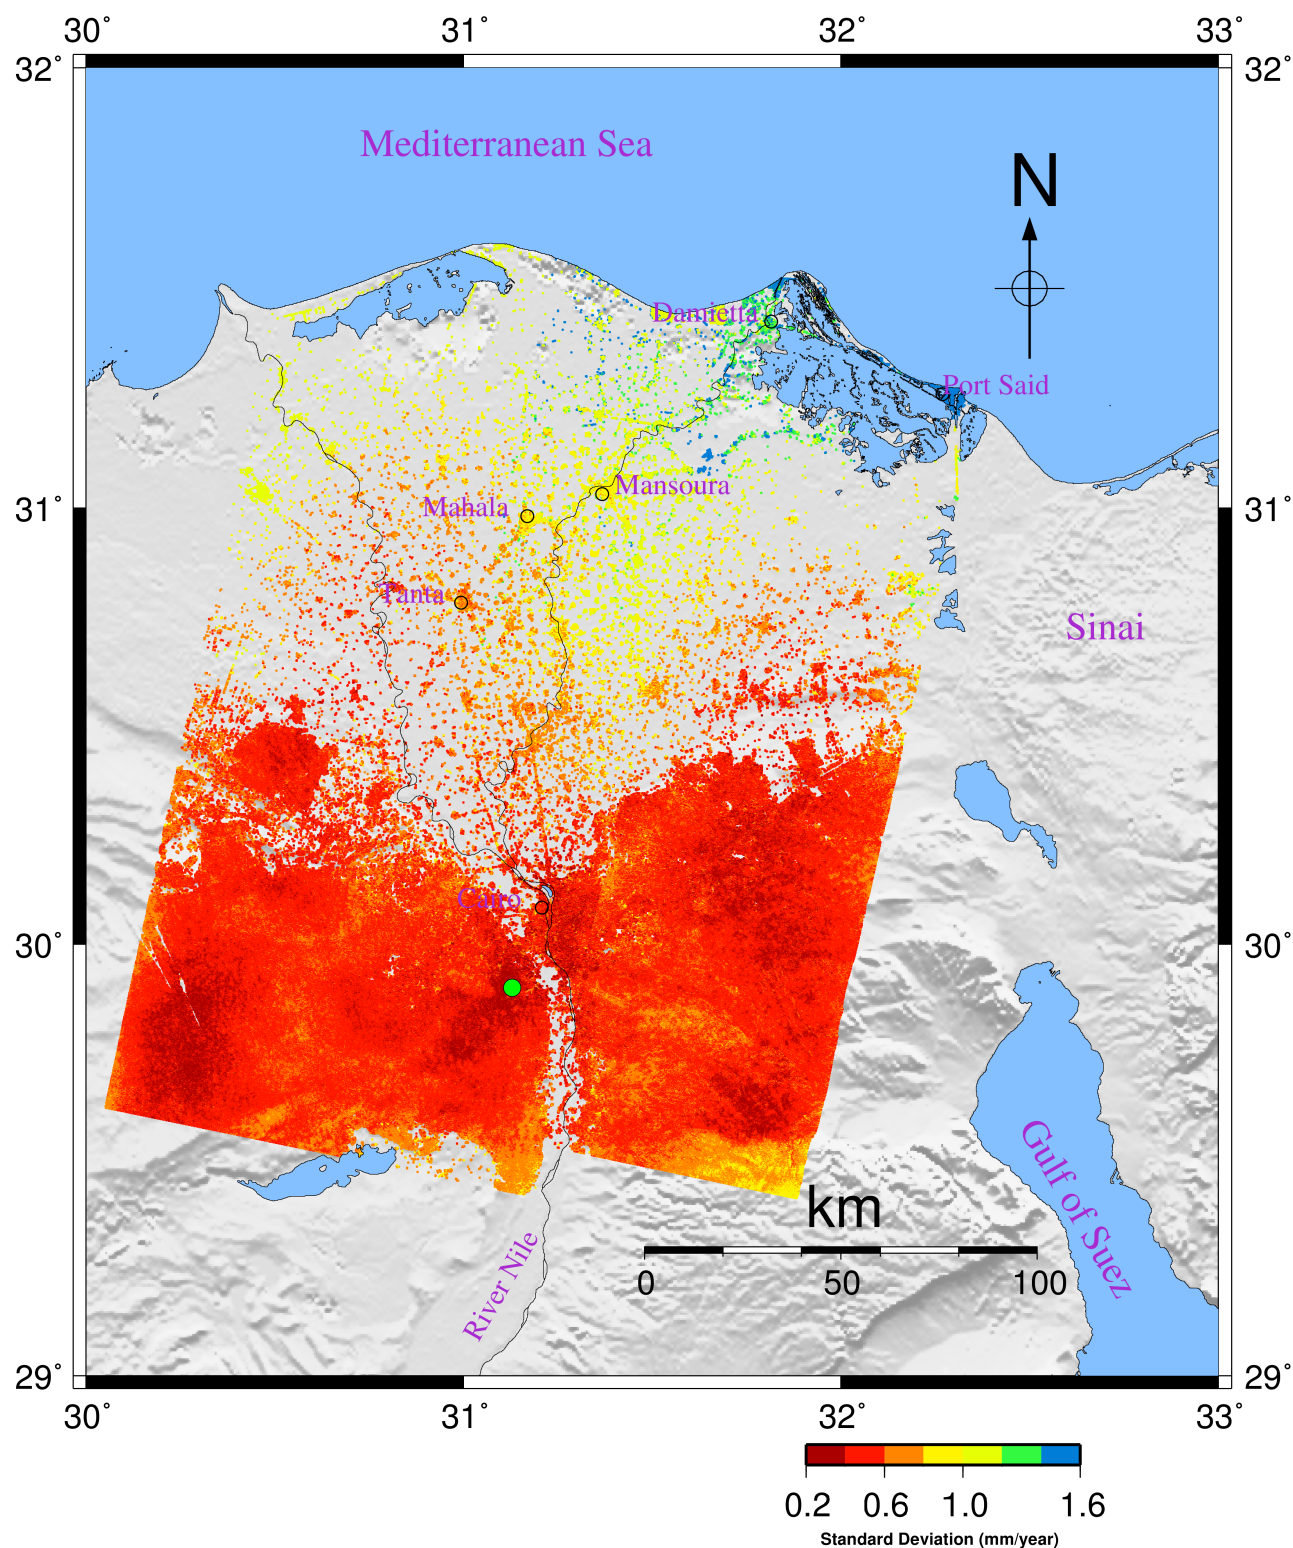 30° 31° 32° 33°
32° 32°
Mediterranean Sea
N
Damietta
Port Said
Mansoura
Mahala
31° 31°
Tanta
Sinai
Cairo
30° 30°
Gulf of Suez
km
River Nile
0 50 100
29° 29°
30° 31° 32° 33°
0.2 0.6 1.0 1.6
Standard Deviation (mm/year)